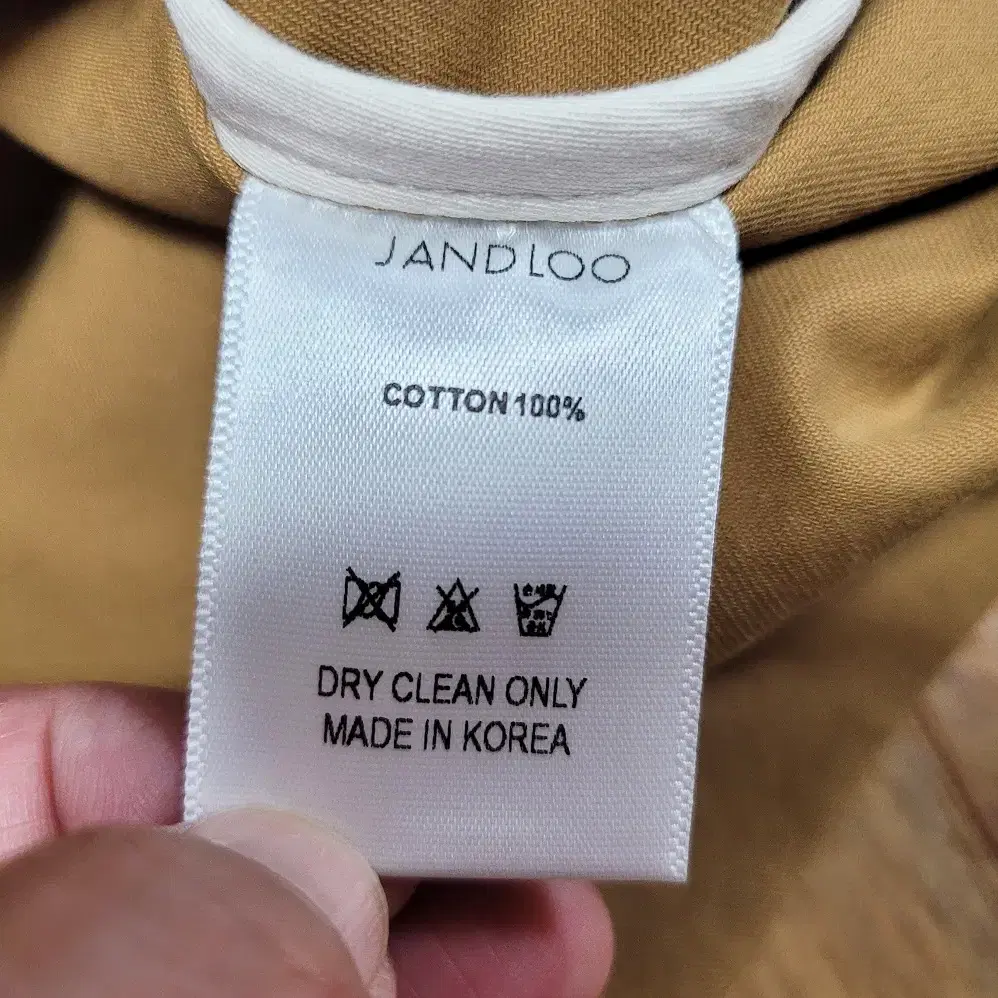 JANDLOO
COTTON 100%
DRY CLEAN ONLY
MADE IN KOREA